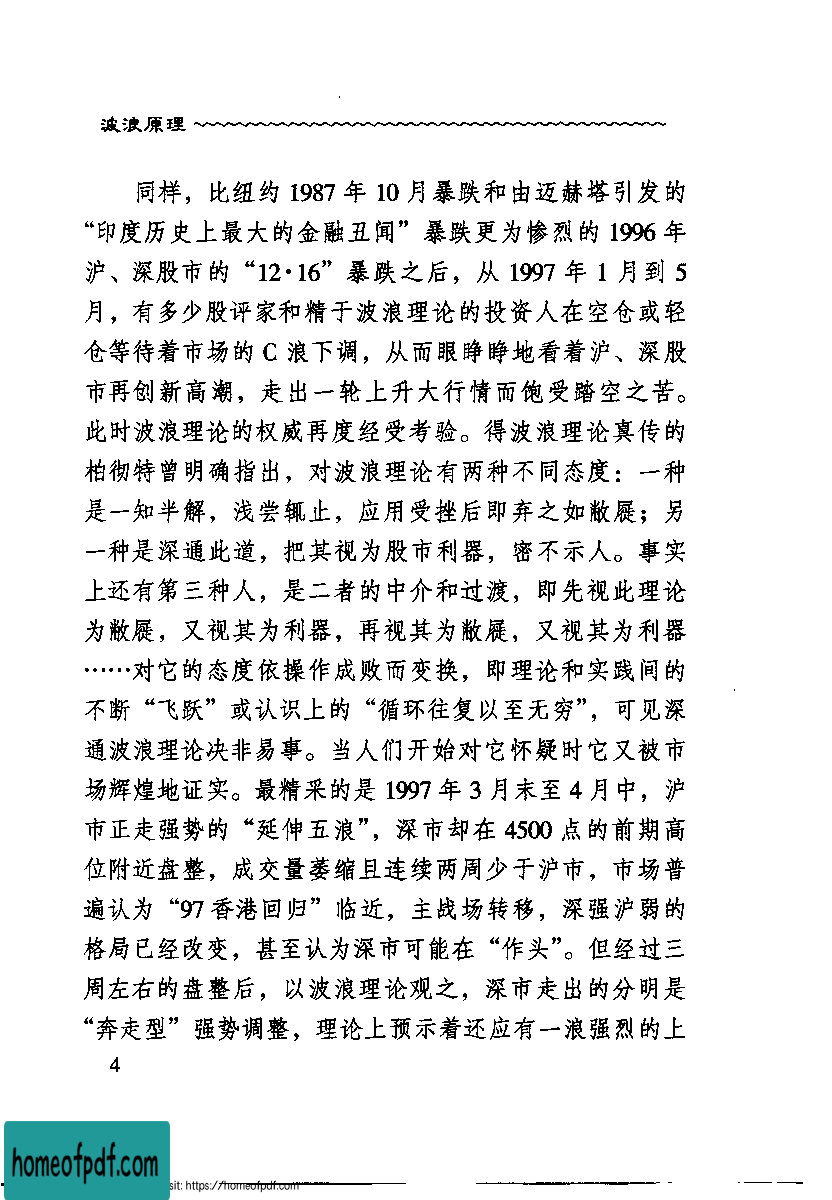 波浪原理
同样，比纽约 1987 年 10 月暴跌和由迈赫塔引发的
“印度历史上最大的金融丑闻”暴跌更为惨烈的 1996 年
沪、深股市的“12·16”暴跌之后，从 1997 年 1 月到 5
月，有多少股评家和精于波浪理论的投资人在空仓或轻
仓等待着市场的 C 浪下调，从而眼睁睁地看着沪、深股
市再创新高潮，走出一轮上升大行情而饱受踏空之苦。
此时波浪理论的权威再度经受考验。得波浪理论真传的
柏彻特曾明确指出，对波浪理论有两种不同态度：一种
是一知半解，浅尝辄止，应用受挫后即弃之如敝屣；另
一种是深通此道，把其视为股市利器，密不示人。事实
上还有第三种人，是二者的中介和过渡，即先视此理论
为敝屣，又视其为利器，再视其为敝屣，又视其为利器
……对它的态度依操作成败而变换，即理论和实践间的
不断“飞跃”或认识上的“循环往复以至无穷”，可见深
通波浪理论决非易事。当人们开始对它怀疑时它又被市
场辉煌地证实。最精采的是 1997 年 3 月末至 4 月中，沪
市正走强势的“延伸五浪”，深市却在 4500 点的前期高
位附近盘整，成交量萎缩且连续两周少于沪市，市场普
遍认为“97 香港回归”临近，主战场转移，深强沪弱的
格局已经改变，甚至认为深市可能在“作头”。但经过三
周左右的盘整后，以波浪理论观之，深市走出的分明是
“奔走型”强势调整，理论上预示着还应有一浪强烈的上
4
homeofpdf.com
sit: https://homeofpdf.com